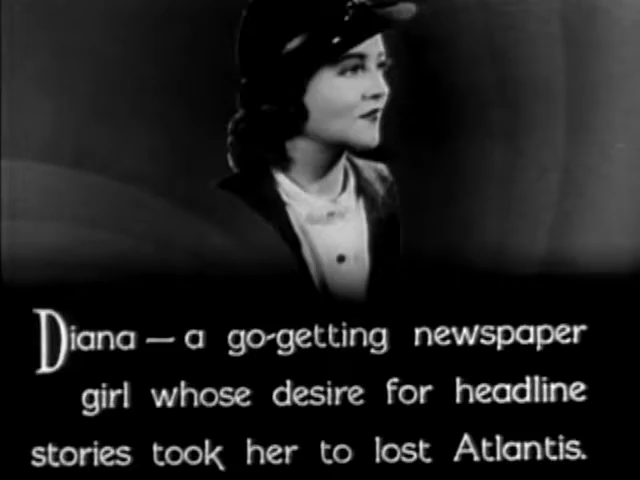 Diana — a go-getting newspaper
girl whose desire for headline
stories took her to lost Atlantis.